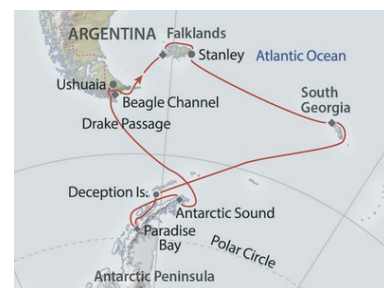 ARGENTINA
Falklands
Stanley
Atlantic Ocean
Ushuaia
Beagle Channel
South
Georgia
Drake Passage
Deception Is.
Antarctic Sound
Paradise
Bay
Polar Circle
Antarctic Peninsula